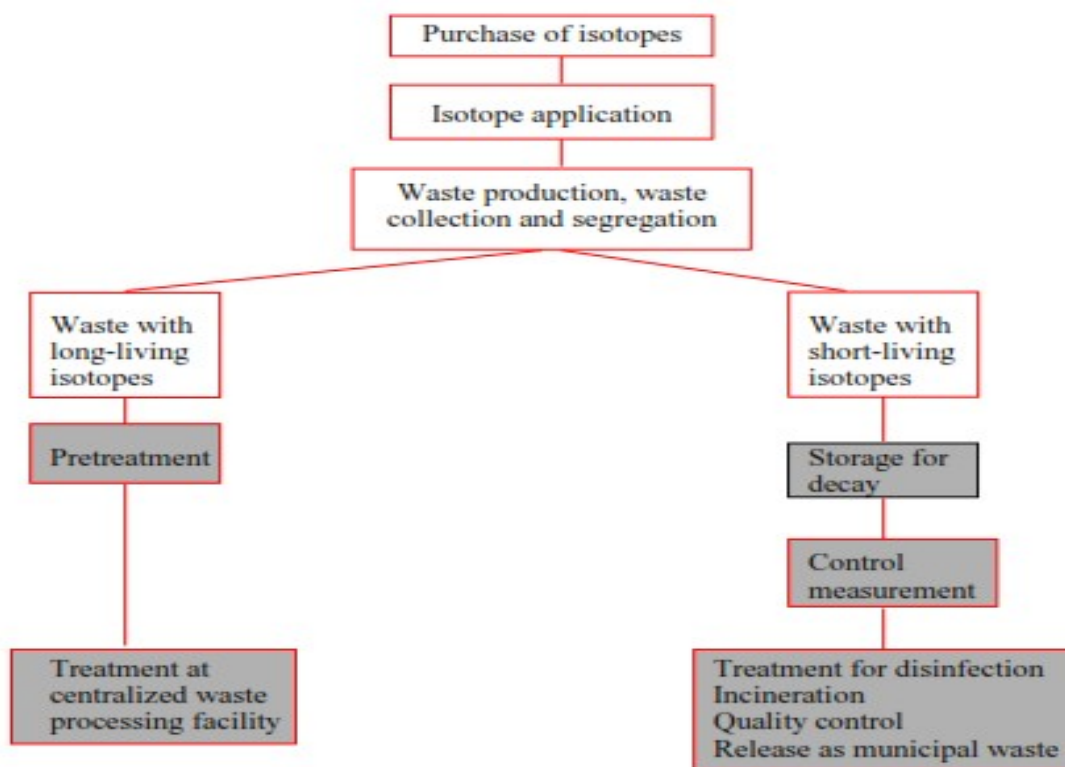 Purchase of isotopes
Isotope application
Waste production, waste
collection and segregation
Waste with
long-living
isotopes
Pretreatment
Treatment at
centralized waste
processing facility
Waste with
short-living
isotopes
Storage for
decay
Control
measurement
Treatment for disinfection
Incineration
Quality control
Release as municipal waste